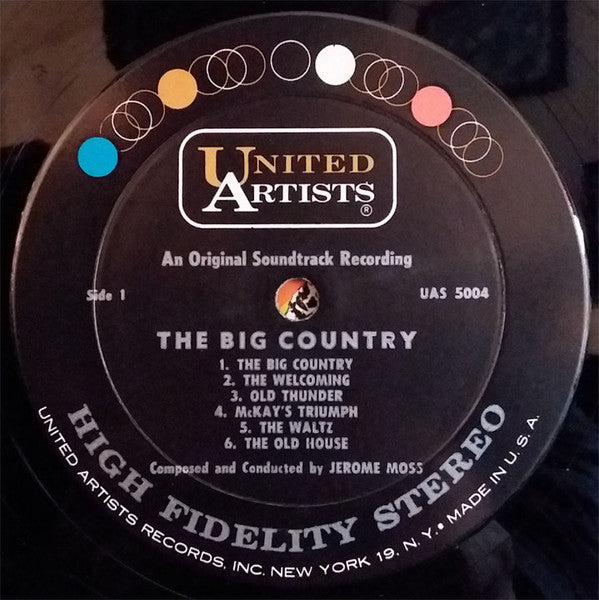 UNITED
ARTISTS
®
An Original Soundtrack Recording
Side 1
UAS 5004
THE BIG COUNTRY
1. THE BIG COUNTRY
2. THE WELCOMING
3. OLD THUNDER
4. McKAY'S TRIUMPH
5. THE WALTZ
6. THE OLD HOUSE
Composed and Conducted by JEROME MOSS
HIGH FIDELITY STEREO
UNITED ARTISTS RECORDS, INC. NEW YORK 19, N.Y. • MADE IN U.S.A.